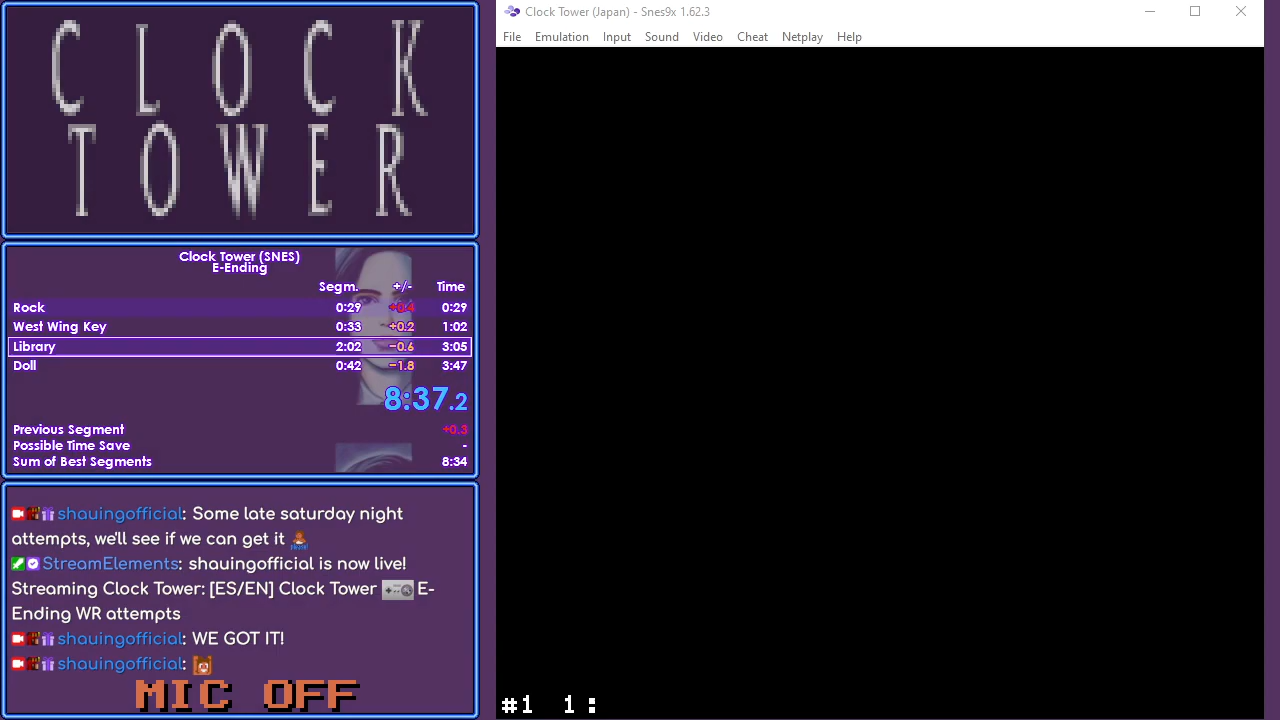 CLOCK
TOWER
Clock Tower (SNES)
E-Ending
Segm. +/- Time
Rock 0:29 +0.4 0:29
West Wing Key 0:33 +0.2 1:02
Library 2:02 −0.6 3:05
Doll 0:42 −1.8 3:47
8:37.2
Previous Segment +0.3
Possible Time Save -
Sum of Best Segments 8:34
shauingofficial: Some late saturday night
attempts, we'll see if we can get it
StreamElements: shauingofficial is now live!
Streaming Clock Tower: [ES/EN] Clock Tower E-
Ending WR attempts
shauingofficial: WE GOT IT!
shauingofficial:
MIC OFF
Clock Tower (Japan) - Snes9x 1.62.3
File Emulation Input Sound Video Cheat Netplay Help
#1 1: